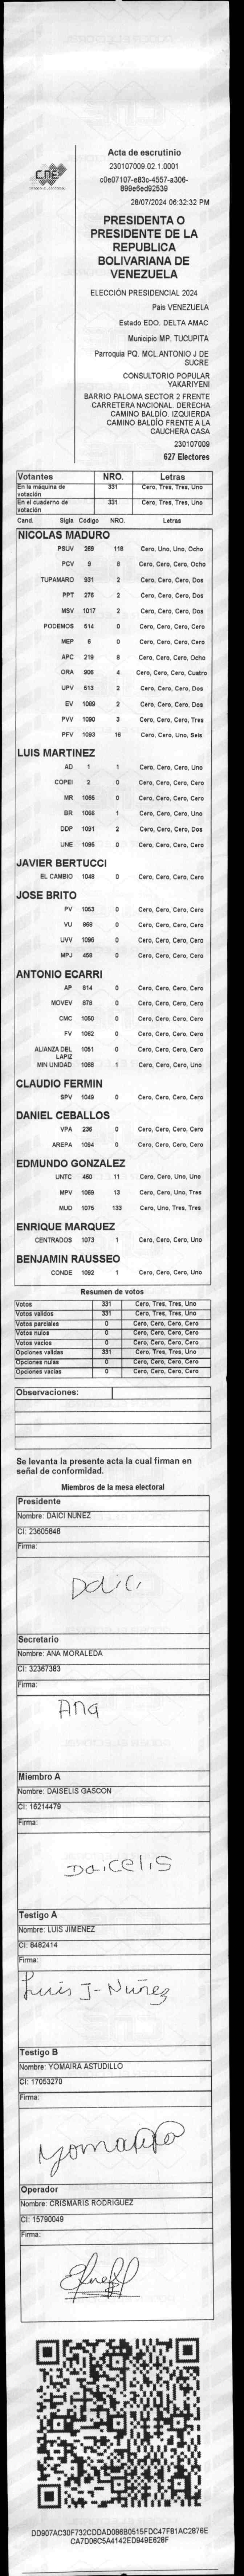 CNE
Acta de escrutinio
230107009.02.1.0001
c0e07107-e83c-4557-a306-
899e6ed92539
28/07/2024 06:32:32 PM
PRESIDENTA O
PRESIDENTE DE LA
REPUBLICA
BOLIVARIANA DE
VENEZUELA
ELECCIÓN PRESIDENCIAL 2024
Pais VENEZUELA
Estado EDO. DELTA AMAC
Municipio MP. TUCUPITA
Parroquia PQ. MCL.ANTONIO J DE
SUCRE
CONSULTORIO POPULAR
YAKARIYENI
BARRIO PALOMA SECTOR 2 FRENTE
CARRETERA NACIONAL. DERECHA
CAMINO BALDÍO. IZQUIERDA
CAMINO BALDÍO FRENTE A LA
CAUCHERA CASA
230107009
627 Electores
Votantes NRO. Letras
En la máquina de votación 331 Cero, Tres, Tres, Uno
En el cuaderno de votación 331 Cero, Tres, Tres, Uno
Cand. Sigla Código NRO. Letras
NICOLAS MADURO
PSUV 269 118 Cero, Uno, Uno, Ocho
PCV 9 8 Cero, Cero, Cero, Ocho
TUPAMARO 931 2 Cero, Cero, Cero, Dos
PPT 276 2 Cero, Cero, Cero, Dos
MSV 1017 2 Cero, Cero, Cero, Dos
PODEMOS 514 0 Cero, Cero, Cero, Cero
MEP 6 0 Cero, Cero, Cero, Cero
APC 219 8 Cero, Cero, Cero, Ocho
ORA 906 4 Cero, Cero, Cero, Cuatro
UPV 613 2 Cero, Cero, Cero, Dos
EV 1089 2 Cero, Cero, Cero, Dos
PVV 1090 3 Cero, Cero, Cero, Tres
PFV 1093 16 Cero, Cero, Uno, Seis
LUIS MARTINEZ
AD 1 1 Cero, Cero, Cero, Uno
COPEI 2 0 Cero, Cero, Cero, Cero
MR 1065 0 Cero, Cero, Cero, Cero
BR 1066 1 Cero, Cero, Cero, Uno
DDP 1091 2 Cero, Cero, Cero, Dos
UNE 1095 0 Cero, Cero, Cero, Cero
JAVIER BERTUCCI
EL CAMBIO 1048 0 Cero, Cero, Cero, Cero
JOSE BRITO
PV 1053 0 Cero, Cero, Cero, Cero
VU 968 0 Cero, Cero, Cero, Cero
UVV 1096 0 Cero, Cero, Cero, Cero
MPJ 458 0 Cero, Cero, Cero, Cero
ANTONIO ECARRI
AP 814 0 Cero, Cero, Cero, Cero
MOVEV 878 0 Cero, Cero, Cero, Cero
CMC 1050 0 Cero, Cero, Cero, Cero
FV 1062 0 Cero, Cero, Cero, Cero
ALIANZA DEL LAPIZ 1051 0 Cero, Cero, Cero, Cero
MIN UNIDAD 1068 1 Cero, Cero, Cero, Uno
CLAUDIO FERMIN
SPV 1049 0 Cero, Cero, Cero, Cero
DANIEL CEBALLOS
VPA 236 0 Cero, Cero, Cero, Cero
AREPA 1094 0 Cero, Cero, Cero, Cero
EDMUNDO GONZALEZ
UNTC 460 11 Cero, Cero, Uno, Uno
MPV 1069 13 Cero, Cero, Uno, Tres
MUD 1075 133 Cero, Uno, Tres, Tres
ENRIQUE MARQUEZ
CENTRADOS 1073 1 Cero, Cero, Cero, Uno
BENJAMIN RAUSSEO
CONDE 1092 1 Cero, Cero, Cero, Uno
Resumen de votos
Votos 331 Cero, Tres, Tres, Uno
Votos validos 331 Cero, Tres, Tres, Uno
Votos parciales 0 Cero, Cero, Cero, Cero
Votos nulos 0 Cero, Cero, Cero, Cero
Votos vacios 0 Cero, Cero, Cero, Cero
Opciones validas 331 Cero, Tres, Tres, Uno
Opciones nulas 0 Cero, Cero, Cero, Cero
Opciones vacias 0 Cero, Cero, Cero, Cero
Observaciones:
Se levanta la presente acta la cual firman en
señal de conformidad.
Miembros de la mesa electoral
Presidente
Nombre: DAICI NUÑEZ
CI: 23605848
Firma:
Daici
Secretario
Nombre: ANA MORALEDA
CI: 32367383
Firma:
Ana
Miembro A
Nombre: DAISELIS GASCON
CI: 16214479
Firma:
Daicelis
Testigo A
Nombre: LUIS JIMENEZ
CI: 8482414
Firma:
Luis J-Nuñez
Testigo B
Nombre: YOMAIRA ASTUDILLO
CI: 17053270
Firma:
Operador
Nombre: CRISMARIS RODRIGUEZ
CI: 15790049
Firma:
DD907AC30F732CDDAD086B0515FDC47FB1AC2876E
CA7D06C5A4142ED949E628F